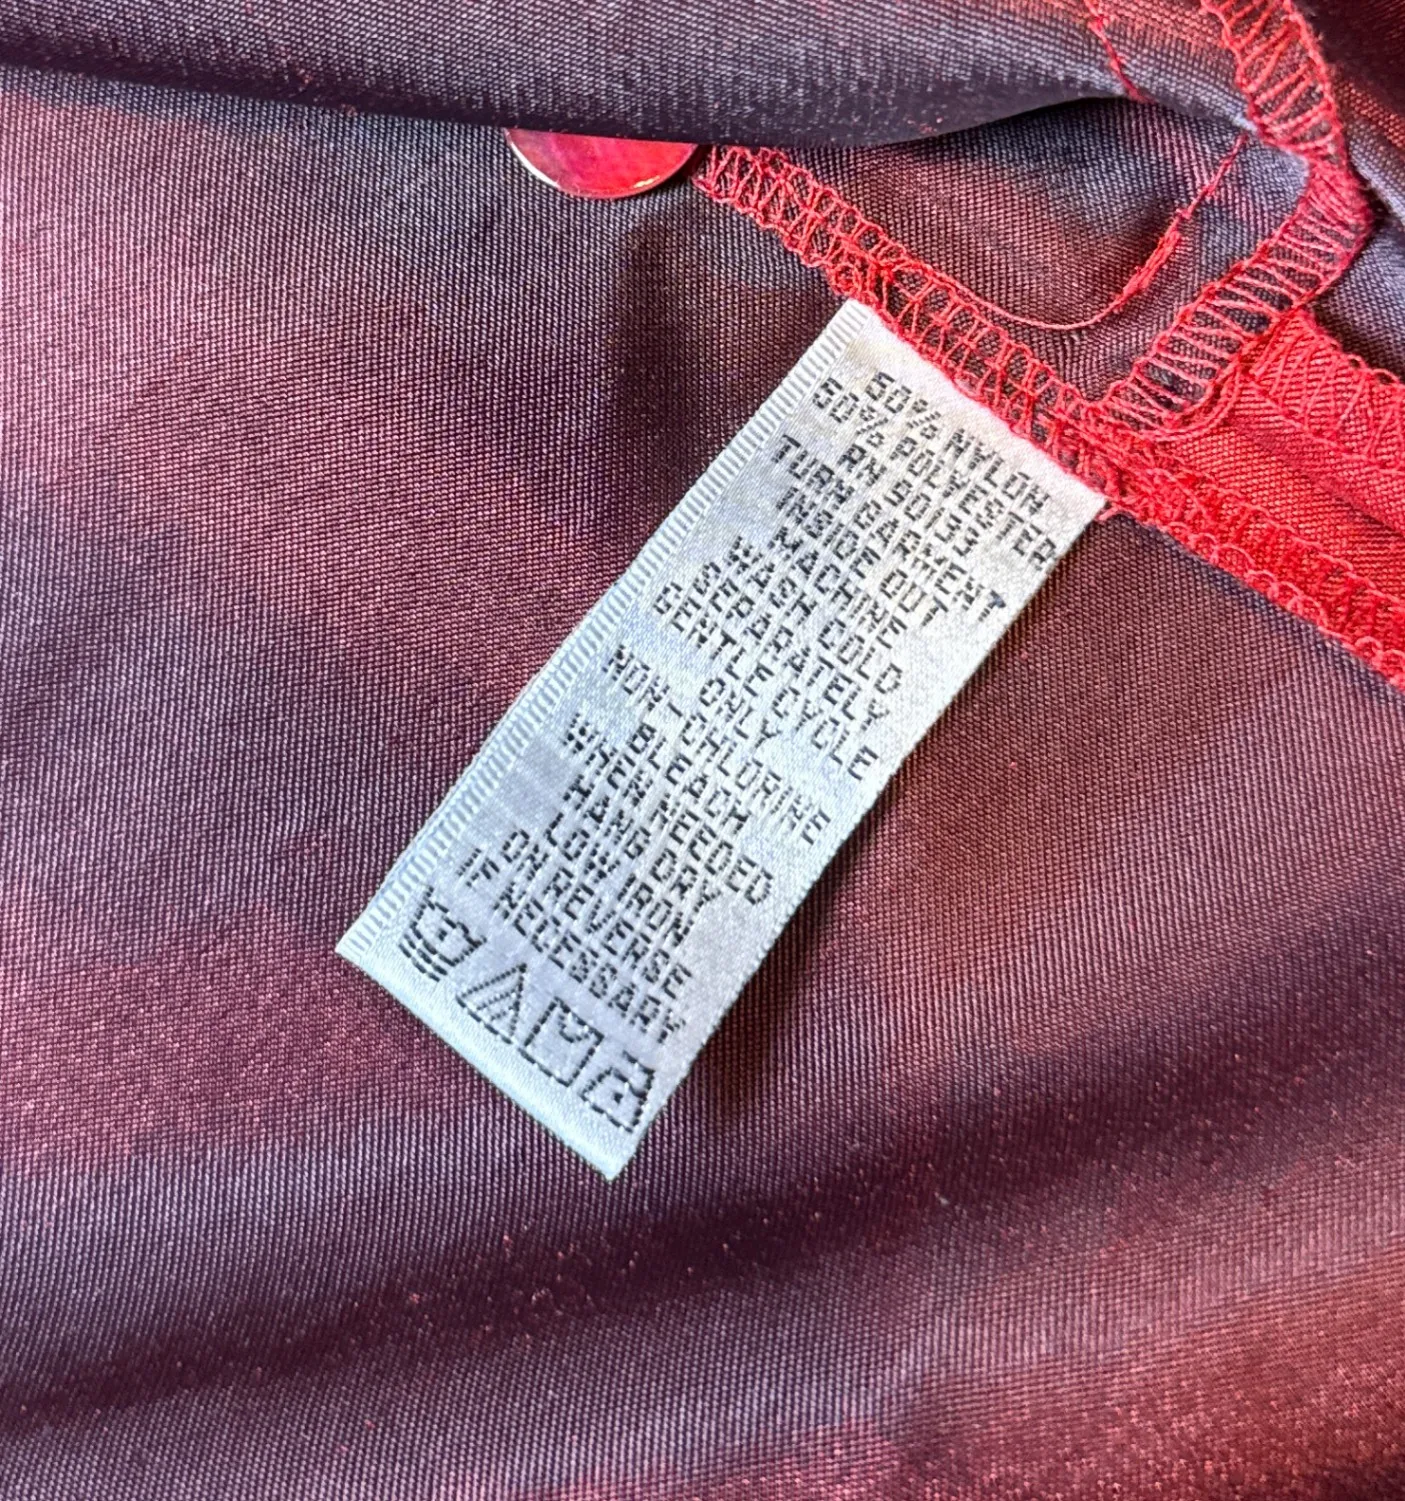 50% NYLON
50% POLYESTER
RN 90133
TURN GARMENT
INSIDE OUT
MACHINE
WASH COLD
SEPARATELY
GENTLE CYCLE
ONLY
NON-CHLORINE
BLEACH
WHEN NEEDED
HANG DRY
LOW IRON
ON REVERSE
IF NECESSARY